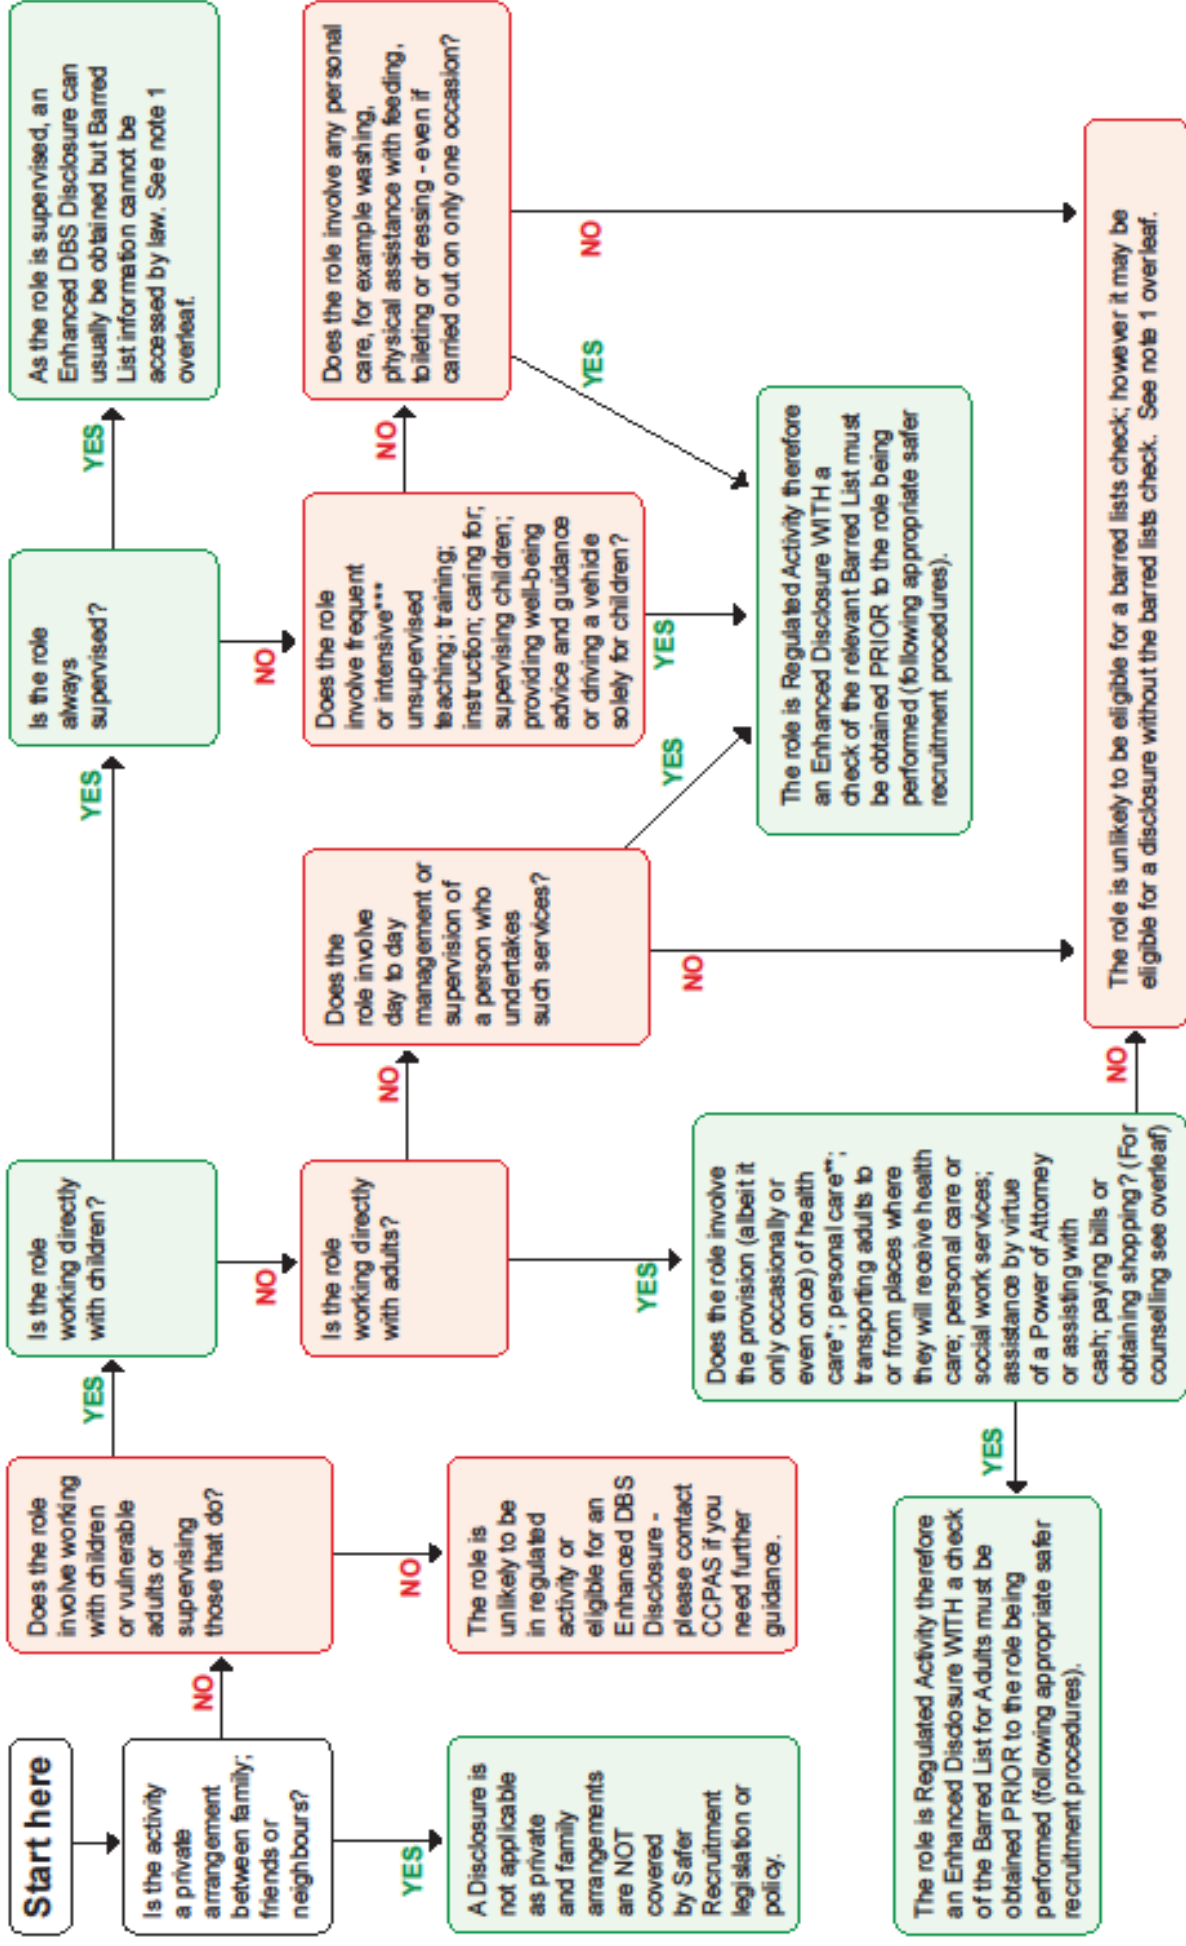 Start here
Is the activity
a private
arrangement
between family;
friends or
neighbours?
YES
A Disclosure is
not applicable
as private
and family
arrangements
are NOT
covered
by Safer
Recruitment
legislation or
policy.
NO
Does the role
involve working
with children
or vulnerable
adults or
supervising
those that do?
NO
The role is
unlikely to be
in regulated
activity or
eligible for an
Enhanced DBS
Disclosure -
please contact
CCPAS if you
need further
guidance.
YES
Is the role
working directly
with children?
YES
Is the role
always
supervised?
YES
As the role is supervised, an
Enhanced DBS Disclosure can
usually be obtained but Barred
List information cannot be
accessed by law. See note 1
overleaf.
NO
Is the role
working directly
with adults?
NO
Does the
role involve
day to day
management or
supervision of
a person who
undertakes
such services?
NO
Does the role
involve frequent
or intensive***
unsupervised
teaching; training;
instruction; caring for;
supervising children;
providing well-being
advice and guidance
or driving a vehicle
solely for children?
NO
Does the role involve any personal
care, for example washing,
physical assistance with feeding,
toileting or dressing - even if
carried out on only one occasion?
YES
Does the role involve
the provision (albeit it
only occasionally or
even once) of health
care*; personal care**;
transporting adults to
or from places where
they will receive health
care; personal care or
social work services;
assistance by virtue
of a Power of Attorney
or assisting with
cash; paying bills or
obtaining shopping? (For
counselling see overleaf)
YES
The role is Regulated Activity therefore
an Enhanced Disclosure WITH a check
of the Barred List for Adults must be
obtained PRIOR to the role being
performed (following appropriate safer
recruitment procedures).
NO
YES
YES
YES
The role is Regulated Activity therefore
an Enhanced Disclosure WITH a
check of the relevant Barred List must
be obtained PRIOR to the role being
performed (following appropriate safer
recruitment procedures).
NO
NO
The role is unlikely to be eligible for a barred lists check; however it may be
eligible for a disclosure without the barred lists check.  See note 1 overleaf.